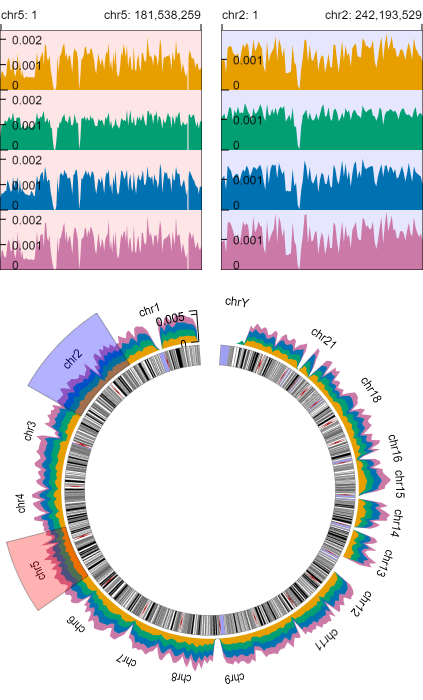 chr5: 1 chr5: 181,538,259 chr2: 1 chr2: 242,193,529
0.002
0.001
0
0.001
0
0.002
0.001
0
0.001
0
0.002
0.001
0
0.001
0
0.002
0.001
0
0.001
0
chr1
0.005
0
chrY
chr21
chr18
chr16
chr15
chr14
chr13
chr12
chr11
chr9
chr8
chr7
chr6
chr5
chr4
chr3
chr2